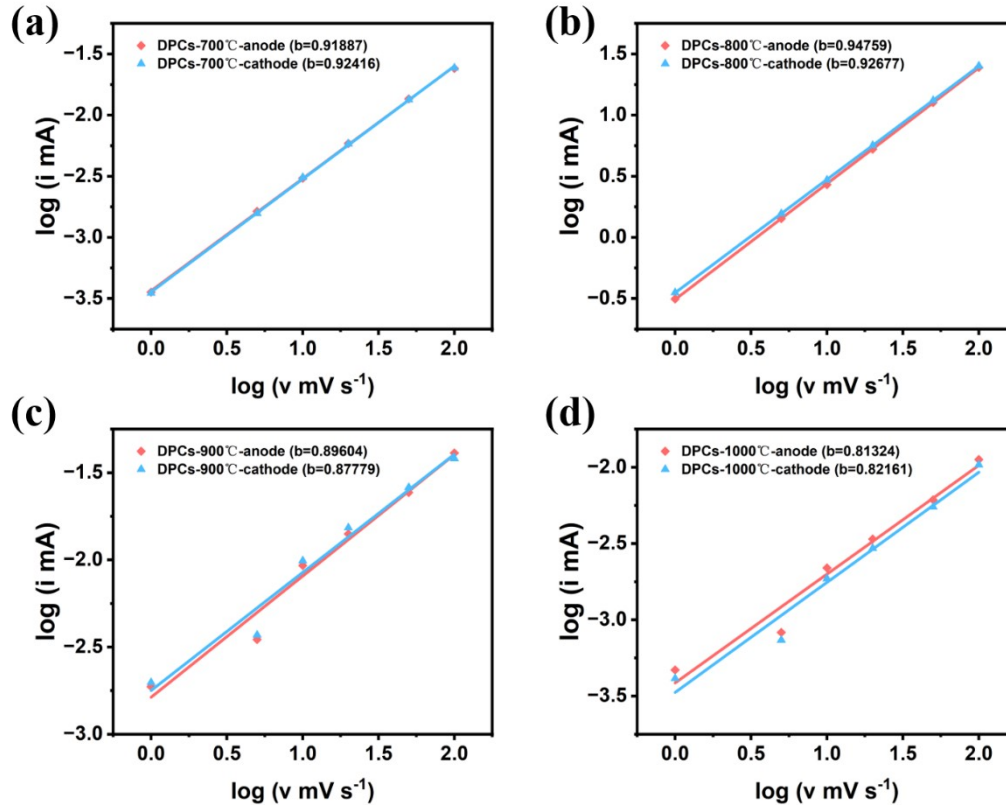 (a)
DPCs-700℃-anode (b=0.91887)
DPCs-700℃-cathode (b=0.92416)
−1.5
−2.0
−2.5
−3.0
−3.5
log (i mA)
0.0 0.5 1.0 1.5 2.0
log (v mV s⁻¹)
(b)
DPCs-800℃-anode (b=0.94759)
DPCs-800℃-cathode (b=0.92677)
1.5
1.0
0.5
0.0
−0.5
log (i mA)
0.0 0.5 1.0 1.5 2.0
log (v mV s⁻¹)
(c)
DPCs-900℃-anode (b=0.89604)
DPCs-900℃-cathode (b=0.87779)
−1.5
−2.0
−2.5
−3.0
log (i mA)
0.0 0.5 1.0 1.5 2.0
log (v mV s⁻¹)
(d)
DPCs-1000℃-anode (b=0.81324)
DPCs-1000℃-cathode (b=0.82161)
−2.0
−2.5
−3.0
−3.5
log (i mA)
0.0 0.5 1.0 1.5 2.0
log (v mV s⁻¹)